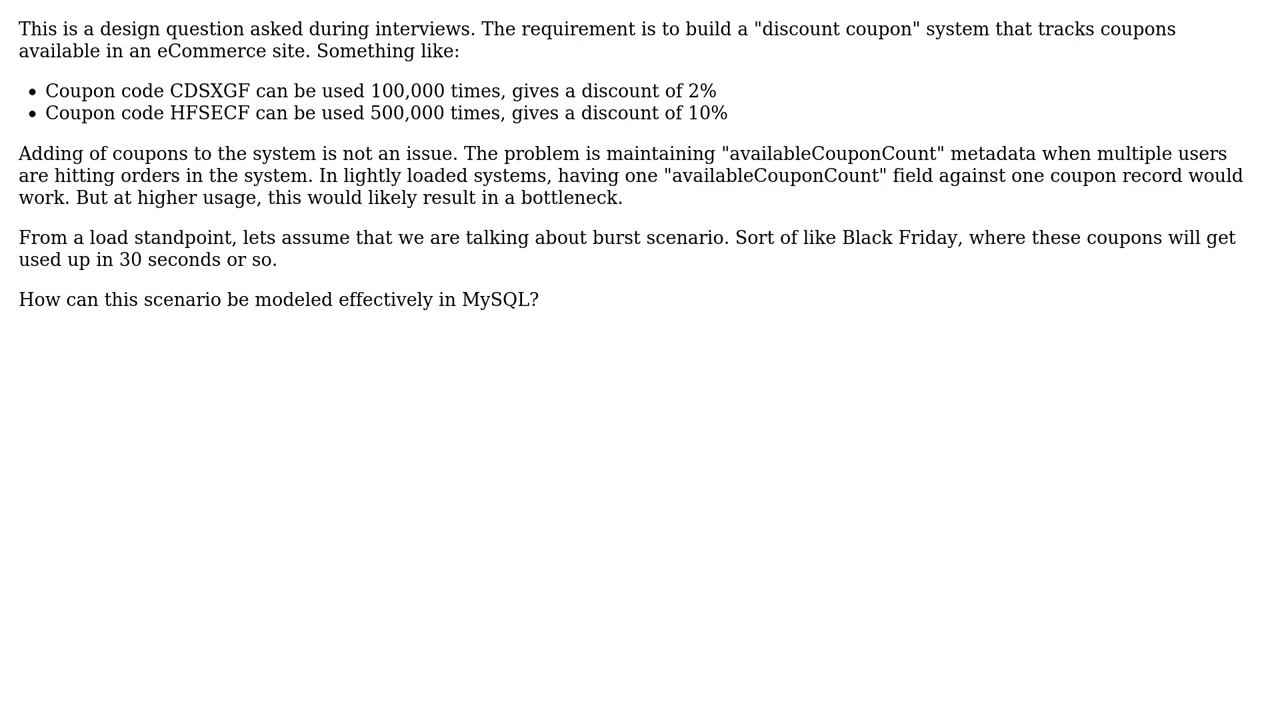 This is a design question asked during interviews. The requirement is to build a "discount coupon" system that tracks coupons
available in an eCommerce site. Something like:
• Coupon code CDSXGF can be used 100,000 times, gives a discount of 2%
• Coupon code HFSECF can be used 500,000 times, gives a discount of 10%
Adding of coupons to the system is not an issue. The problem is maintaining "availableCouponCount" metadata when multiple users
are hitting orders in the system. In lightly loaded systems, having one "availableCouponCount" field against one coupon record would
work. But at higher usage, this would likely result in a bottleneck.
From a load standpoint, lets assume that we are talking about burst scenario. Sort of like Black Friday, where these coupons will get
used up in 30 seconds or so.
How can this scenario be modeled effectively in MySQL?